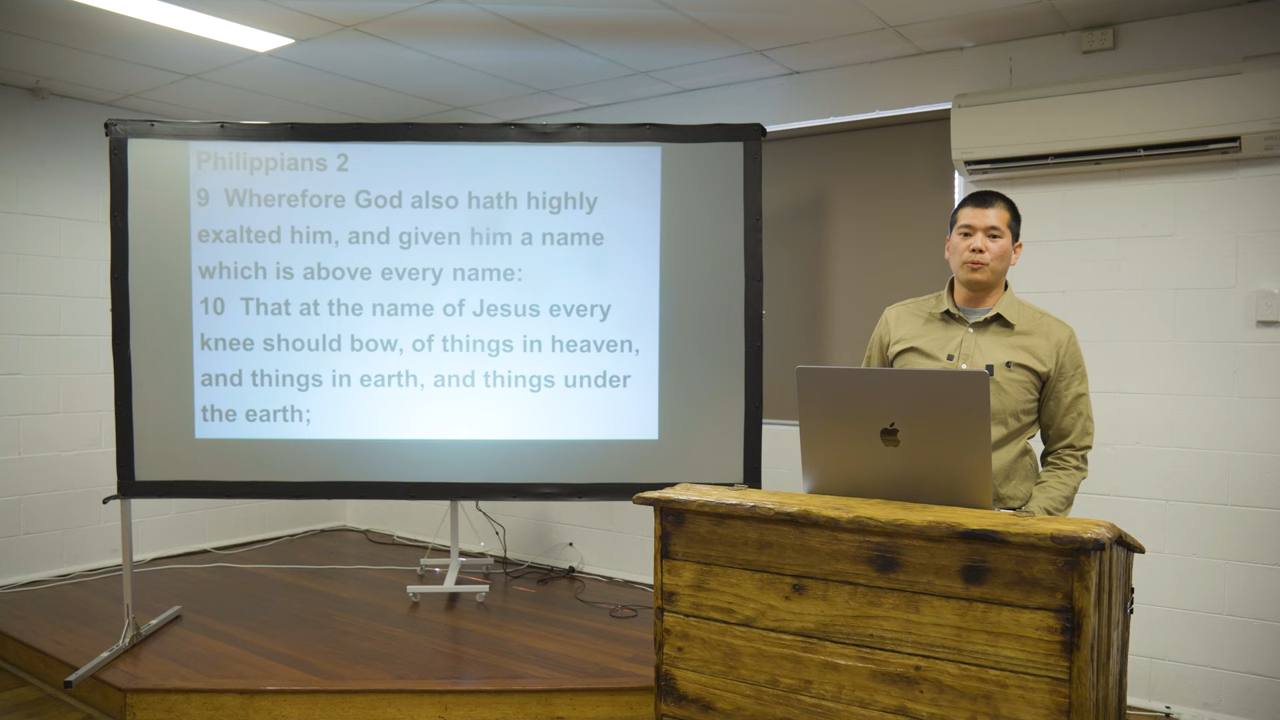 Philippians 2
9 Wherefore God also hath highly
exalted him, and given him a name
which is above every name:
10 That at the name of Jesus every
knee should bow, of things in heaven,
and things in earth, and things under
the earth;